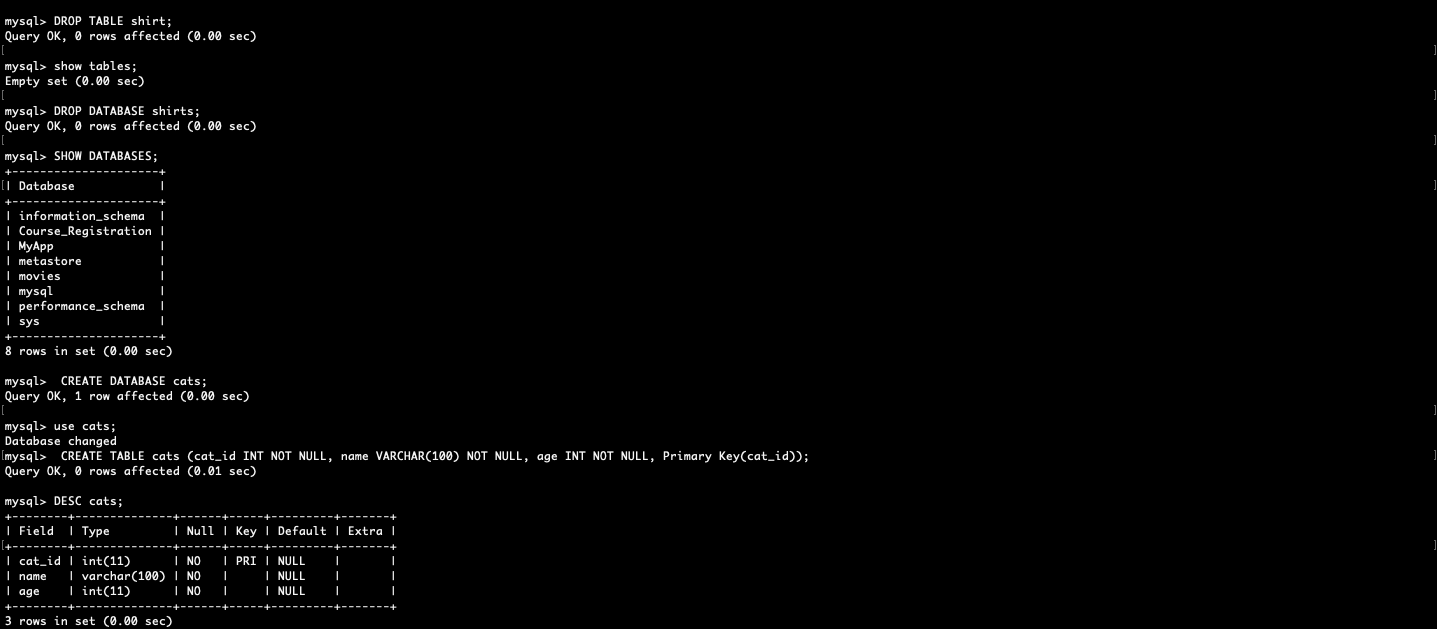 mysql> DROP TABLE shirt;
Query OK, 0 rows affected (0.00 sec)
[ ]
mysql> show tables;
Empty set (0.00 sec)
[ ]
mysql> DROP DATABASE shirts;
Query OK, 0 rows affected (0.00 sec)
[ ]
mysql> SHOW DATABASES;
+---------------------+
[| Database            | ]
+---------------------+
| information_schema  |
| Course_Registration |
| MyApp               |
| metastore           |
| movies              |
| mysql               |
| performance_schema  |
| sys                 |
+---------------------+
8 rows in set (0.00 sec)
mysql>  CREATE DATABASE cats;
Query OK, 1 row affected (0.00 sec)
[ ]
mysql> use cats;
Database changed
[mysql>  CREATE TABLE cats (cat_id INT NOT NULL, name VARCHAR(100) NOT NULL, age INT NOT NULL, Primary Key(cat_id)); ]
Query OK, 0 rows affected (0.01 sec)
mysql> DESC cats;
+--------+--------------+------+-----+---------+-------+
| Field  | Type         | Null | Key | Default | Extra |
[+--------+--------------+------+-----+---------+-------+ ]
| cat_id | int(11)      | NO   | PRI | NULL    |       |
| name   | varchar(100) | NO   |     | NULL    |       |
| age    | int(11)      | NO   |     | NULL    |       |
+--------+--------------+------+-----+---------+-------+
3 rows in set (0.00 sec)